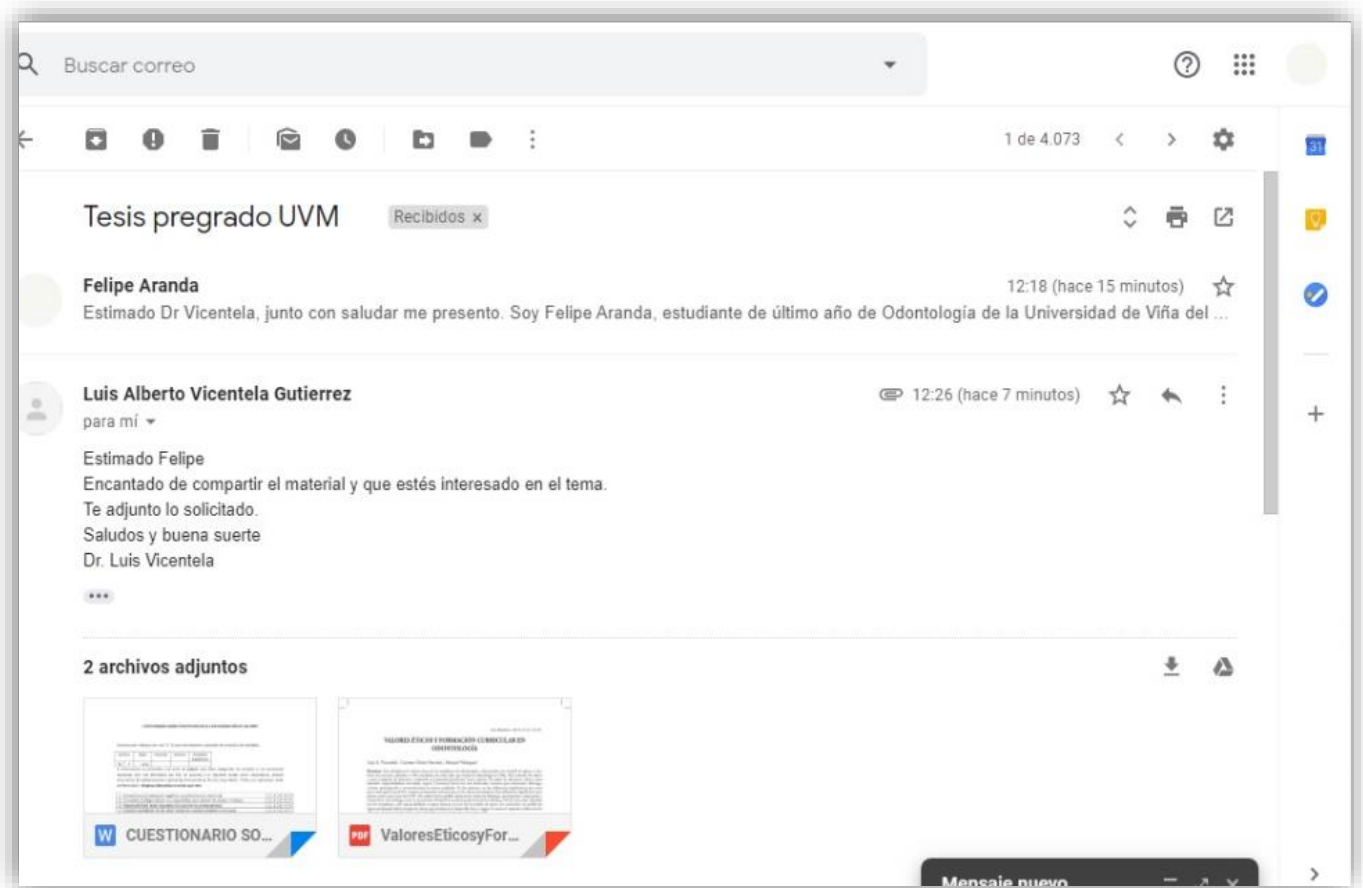 Buscar correo
1 de 4.073
31
Tesis pregrado UVM
Recibidos x
Felipe Aranda
12:18 (hace 15 minutos)
Estimado Dr Vicentela, junto con saludar me presento. Soy Felipe Aranda, estudiante de último año de Odontología de la Universidad de Viña del ...
Luis Alberto Vicentela Gutierrez
12:26 (hace 7 minutos)
para mí
Estimado Felipe
Encantado de compartir el material y que estés interesado en el tema.
Te adjunto lo solicitado.
Saludos y buena suerte
Dr. Luis Vicentela
2 archivos adjuntos
VALORES ÉTICOS Y FORMACIÓN CURRICULAR EN
ODONTOLOGÍA
W CUESTIONARIO SO...
PDF ValoresEticosyFor...
Mensaje nuevo